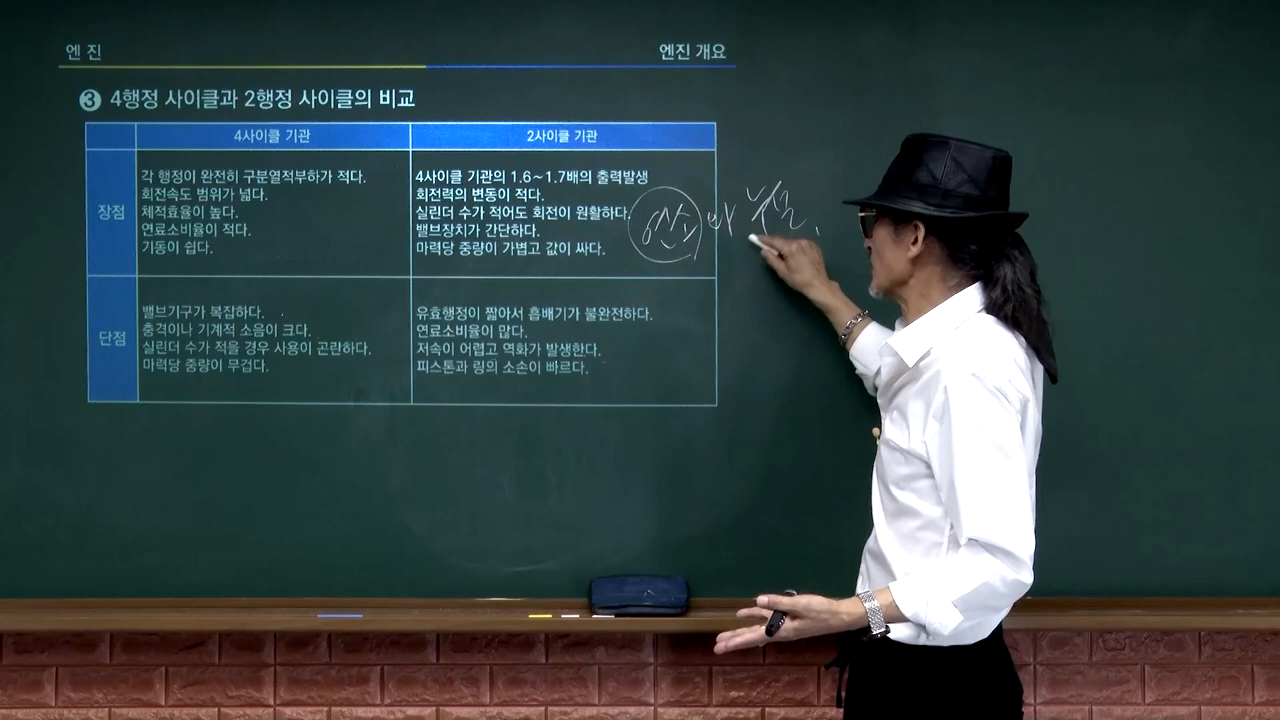 엔 진
엔진 개요
❸ 4행정 사이클과 2행정 사이클의 비교
4사이클 기관
2사이클 기관
장점
각 행정이 완전히 구분열적부하가 적다.
회전속도 범위가 넓다.
체적효율이 높다.
연료소비율이 적다.
기동이 쉽다.
4사이클 기관의 1.6~1.7배의 출력발생
회전력의 변동이 적다.
실린더 수가 적어도 회전이 원활하다.
밸브장치가 간단하다.
마력당 중량이 가볍고 값이 싸다.
연소
단점
밸브기구가 복잡하다.
충격이나 기계적 소음이 크다.
실린더 수가 적을 경우 사용이 곤란하다.
마력당 중량이 무겁다.
유효행정이 짧아서 흡배기가 불완전하다.
연료소비율이 많다.
저속이 어렵고 역화가 발생한다.
피스톤과 링의 소손이 빠르다.